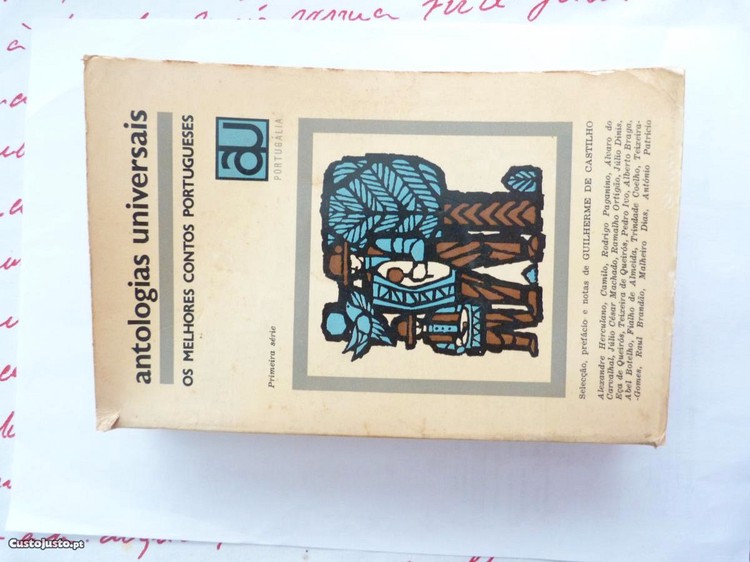 antologias universais
OS MELHORES CONTOS PORTUGUESES
au
PORTUGÁLIA
Primeira série
Selecção, prefácio e notas de GUILHERME DE CASTILHO
Alexandre Herculano, Camilo, Rodrigo Paganino, Álvaro do
Carvalhal, Júlio César Machado, Ramalho Ortigão, Júlio Dinis,
Eça de Queirós, Teixeira de Queirós, Pedro Ivo, Alberto Braga,
Abel Botelho, Fialho de Almeida, Trindade Coelho, Teixeira-
-Gomes, Raul Brandão, Malheiro Dias, António Patrício
CustoJusto.pt